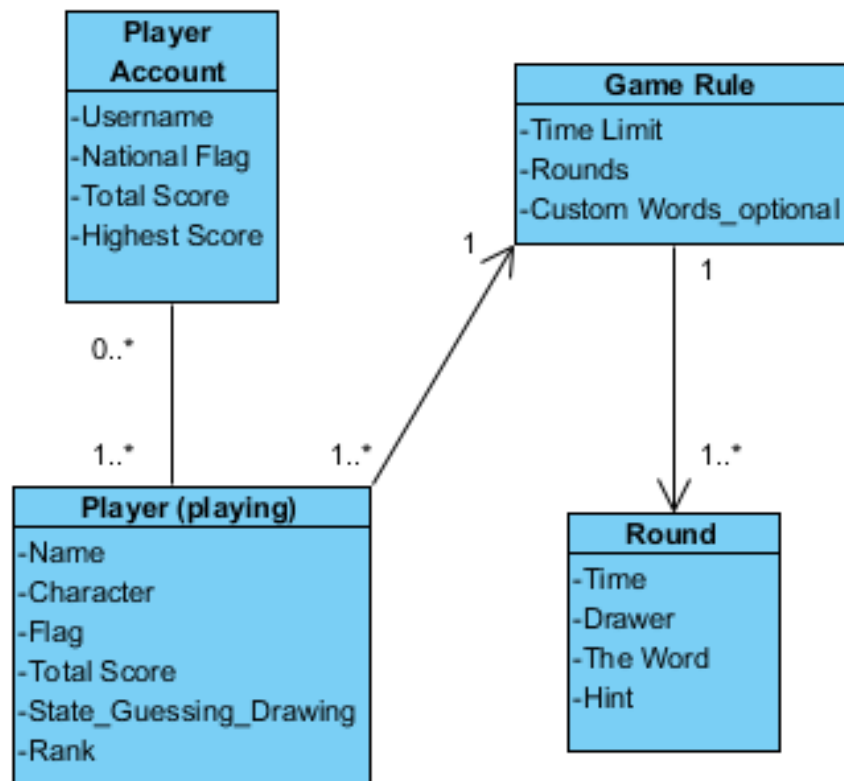 Player
Account
-Username
-National Flag
-Total Score
-Highest Score
Game Rule
-Time Limit
-Rounds
-Custom Words_optional
1
1
0..*
1..*
1..*
1..*
Player (playing)
-Name
-Character
-Flag
-Total Score
-State_Guessing_Drawing
-Rank
Round
-Time
-Drawer
-The Word
-Hint